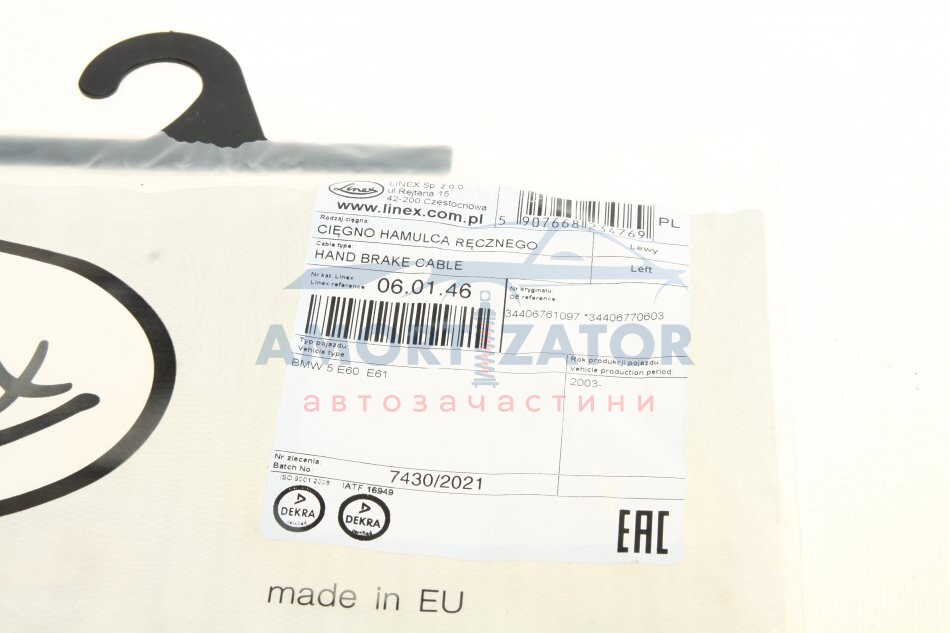 Linex
LINEX Sp. z o.o.
ul Rejtana 15
42-200 Częstochowa
www.linex.com.pl
5 907668 PL
Rodzaj cięgna:
CIĘGNO HAMULCA RĘCZNEGO
Lewy
Cable type:
HAND BRAKE CABLE
Left
Nr kat. Linex
Linex reference
06.01.46
Nr oryginału
OE reference
34406761097 *34406770603
AMORTIZATOR
Typ pojazdu
Vehicle type
BMW 5 E60 E61
Rok produkcji pojazdu
Vehicle production period:
2003-
автозачастини
Nr zlecenia
Batch No
7430/2021
ISO 9001:2008
IATF 16949
DEKRA
DEKRA
EAC
made in EU